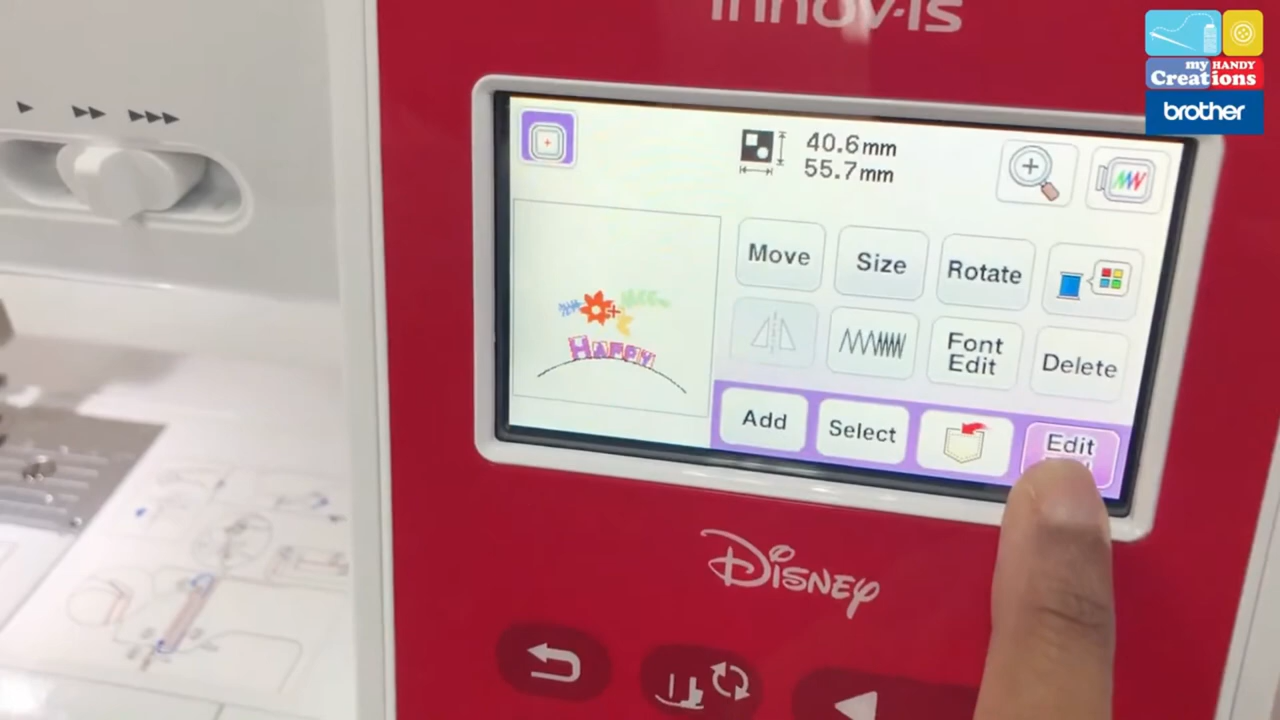 innov-is
my HANDY
Creations
brother
40.6mm
55.7mm
Move
Size
Rotate
Font
Edit
Delete
HAPPY
Add
Select
Edit
Disney